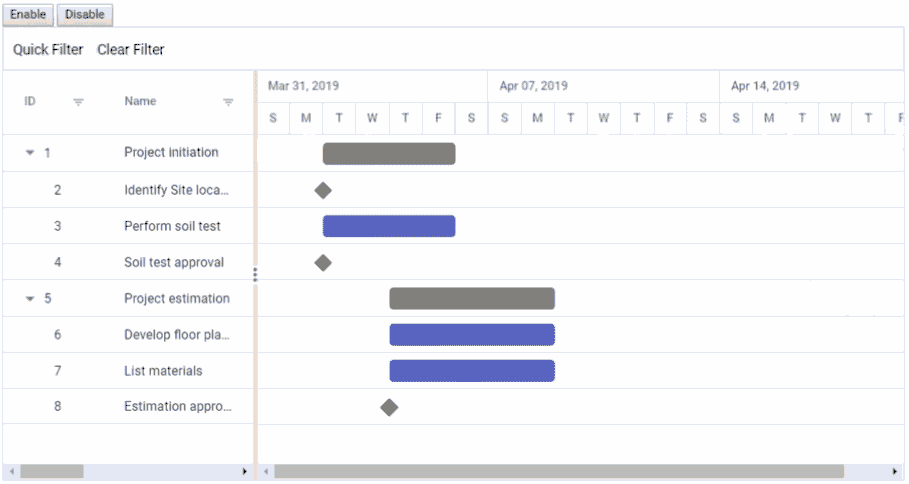 Enable Disable
Quick Filter Clear Filter
ID Name
Mar 31, 2019 Apr 07, 2019 Apr 14, 2019
S M T W T F S S M T W T F S S M T W T F
1 Project initiation
2 Identify Site loca...
3 Perform soil test
4 Soil test approval
5 Project estimation
6 Develop floor pla...
7 List materials
8 Estimation appro...